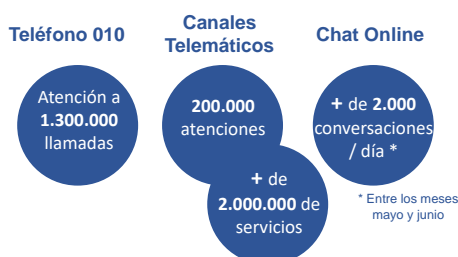 Teléfono 010
Canales
Telemáticos
Chat Online
Atención a
1.300.000
llamadas
200.000
atenciones
+ de
2.000.000 de
servicios
+ de 2.000
conversaciones
/ día *
* Entre los meses
mayo y junio